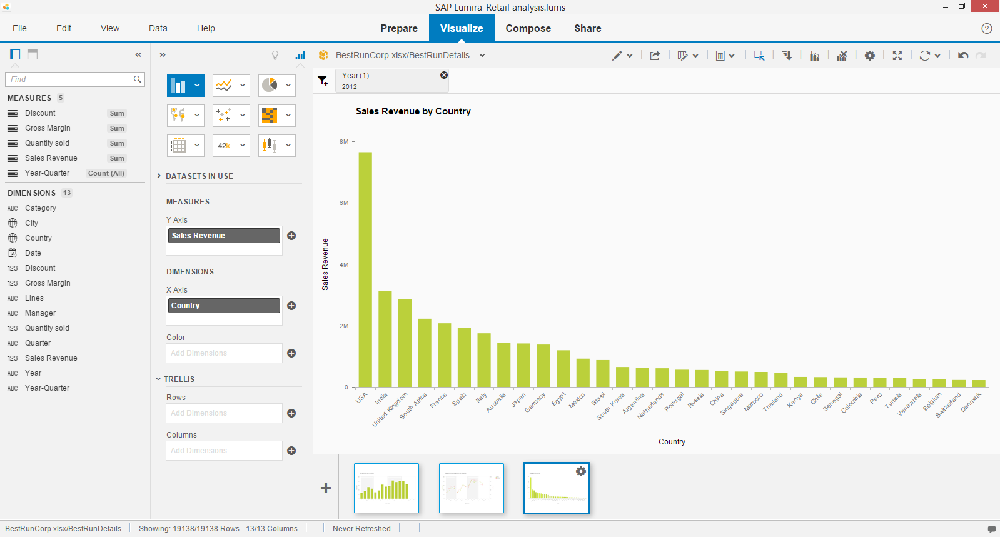 SAP Lumira-Retail analysis.lums
File Edit View Data Help Prepare Visualize Compose Share
BestRunCorp.xlsx/BestRunDetails
Find
MEASURES 5
Discount Sum
Gross Margin Sum
Quantity sold Sum
Sales Revenue Sum
Year-Quarter Count (All)
DIMENSIONS 13
ABC Category
City
Country
Date
123 Discount
123 Gross Margin
ABC Lines
ABC Manager
123 Quantity sold
ABC Quarter
123 Sales Revenue
ABC Year
ABC Year-Quarter
42k
DATASETS IN USE
MEASURES
Y Axis
Sales Revenue
DIMENSIONS
X Axis
Country
Color
Add Dimensions
TRELLIS
Rows
Add Dimensions
Columns
Add Dimensions
Year (1)
2012
Sales Revenue by Country
8M
6M
4M
2M
0
Sales Revenue
USA
India
United Kingdom
South Africa
France
Spain
Italy
Australia
Japan
Germany
Egypt
Mexico
Brasil
South Korea
Argentina
Netherlands
Portugal
Russia
China
Singapore
Morocco
Thailand
Kenya
Chile
Senegal
Colombia
Peru
Tunisia
Venezuela
Belgium
Switzerland
Denmark
Country
BestRunCorp.xlsx/BestRunDetails Showing: 19138/19138 Rows - 13/13 Columns Never Refreshed -